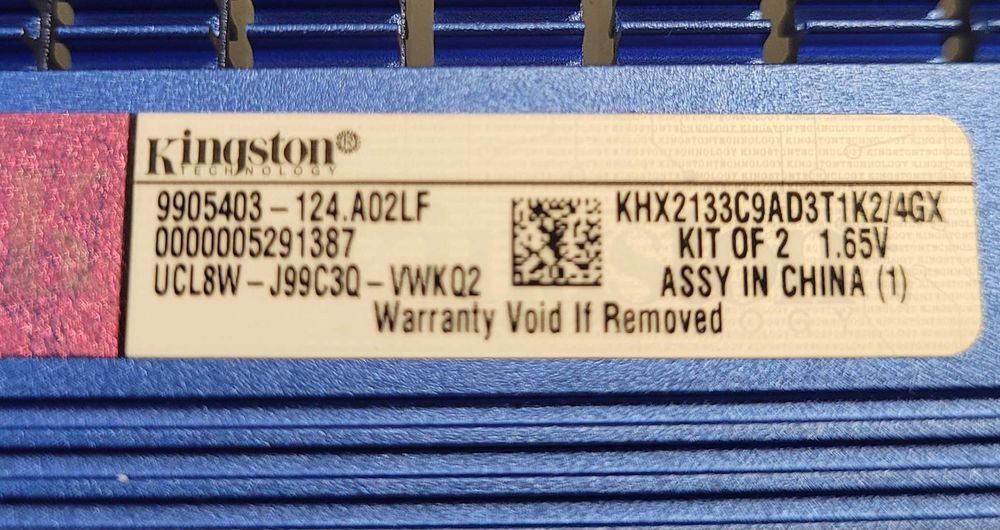 Kingston
TECHNOLOGY
9905403-124.A02LF
0000005291387
UCL8W-J99C3Q-VWKQ2
KHX2133C9AD3T1K2/4GX
KIT OF 2 1.65V
ASSY IN CHINA (1)
Warranty Void If Removed